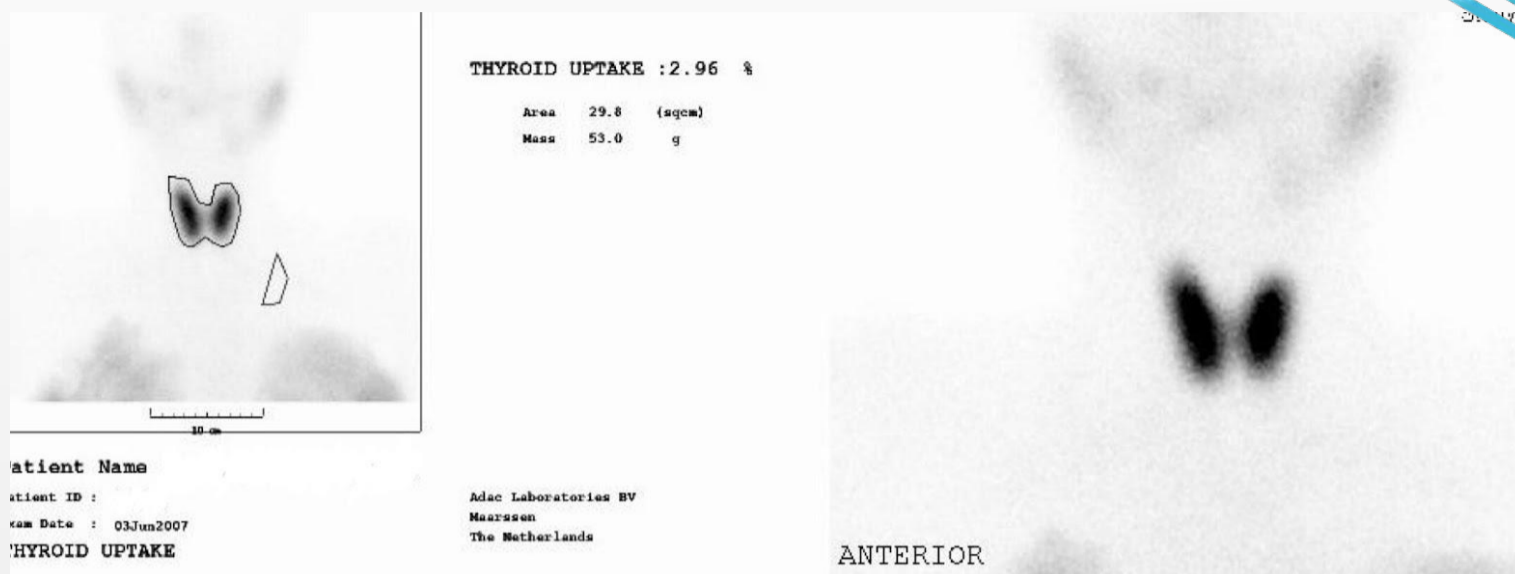 THYROID UPTAKE :2.96 %
Area 29.8 (sqcm)
Mass 53.0 g
10 cm
atient Name
atient ID :
xam Date : 03Jun2007
THYROID UPTAKE
Adac Laboratories BV
Maarssen
The Netherlands
ANTERIOR